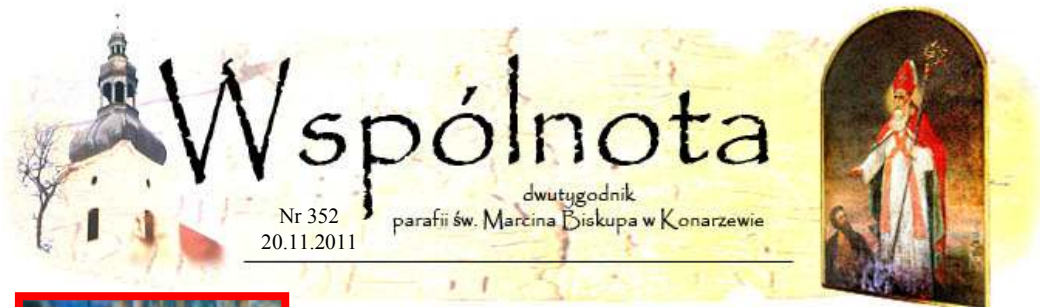 Wspólnota
dwutygodnik
parafii św. Marcina Biskupa w Konarzewie
Nr 352
20.11.2011